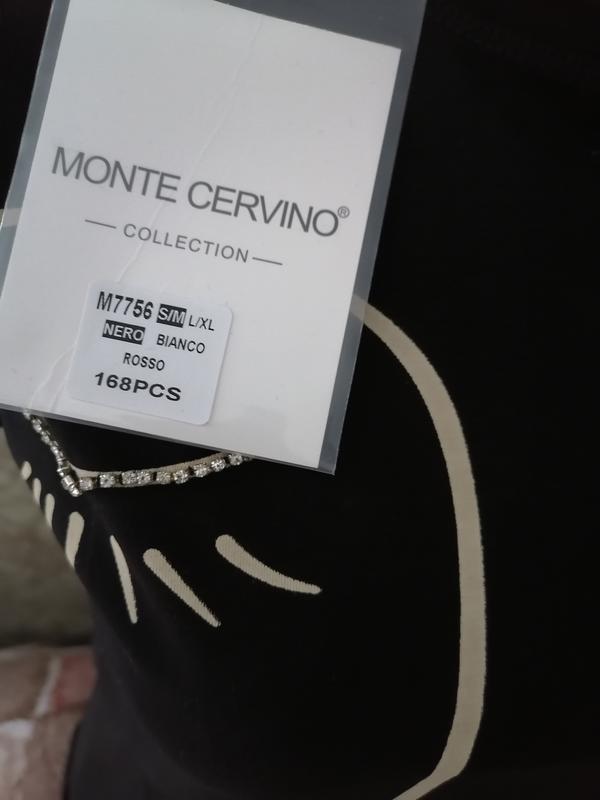 MONTE CERVINO®
COLLECTION
M7756 S/M L/XL
NERO BIANCO
ROSSO
168PCS